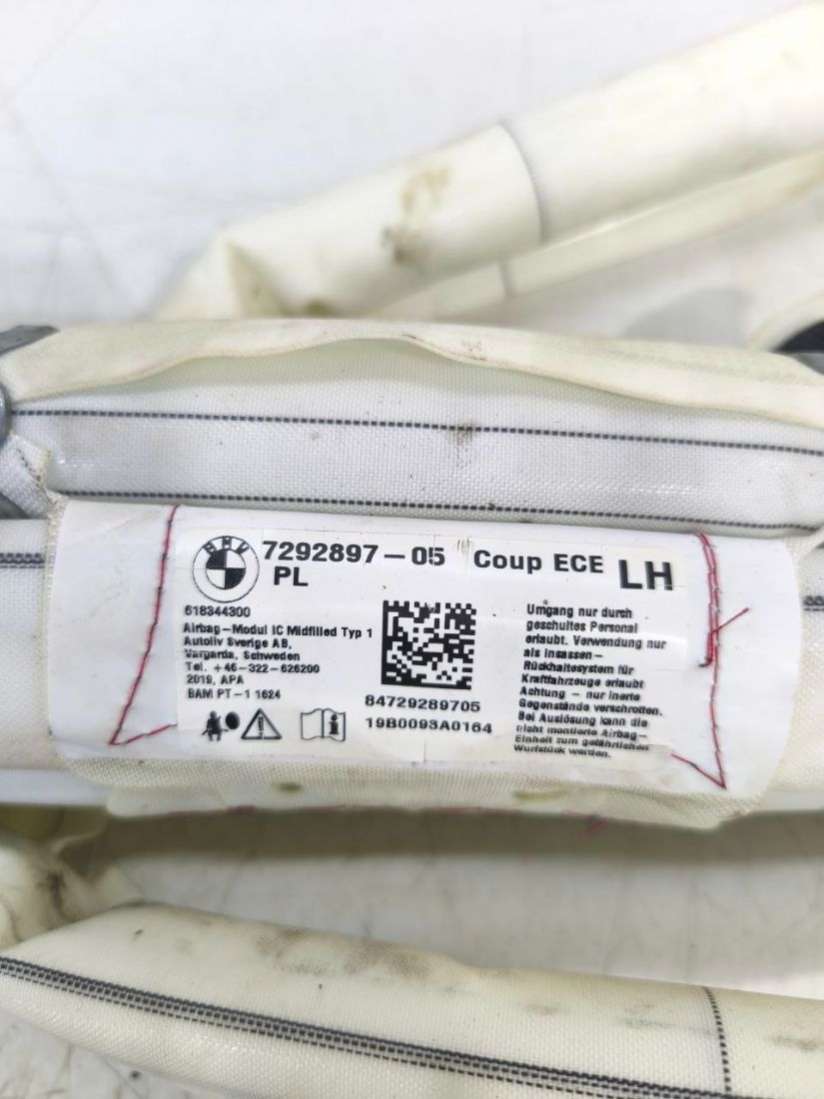 BMW
7292897-05 Coup ECE LH
PL
618344300
Airbag-Modul IC Midfilled Typ 1
Autoliv Sverige AB,
Vargarda, Schweden
Tel. +46-322-626200
2019, APA
BAM PT-1 1624
84729289705
19B0093A0164
Umgang nur durch
geschultes Personal
erlaubt. Verwendung nur
als Insassen-
Rückhaltesystem für
Kraftfahrzeuge erlaubt
Achtung - nur inerte
Gegenstände verschrotten.
Bei Auslösung kann die
nicht montierte Airbag-
Einheit zum gefährlichen
Wurfstück werden.